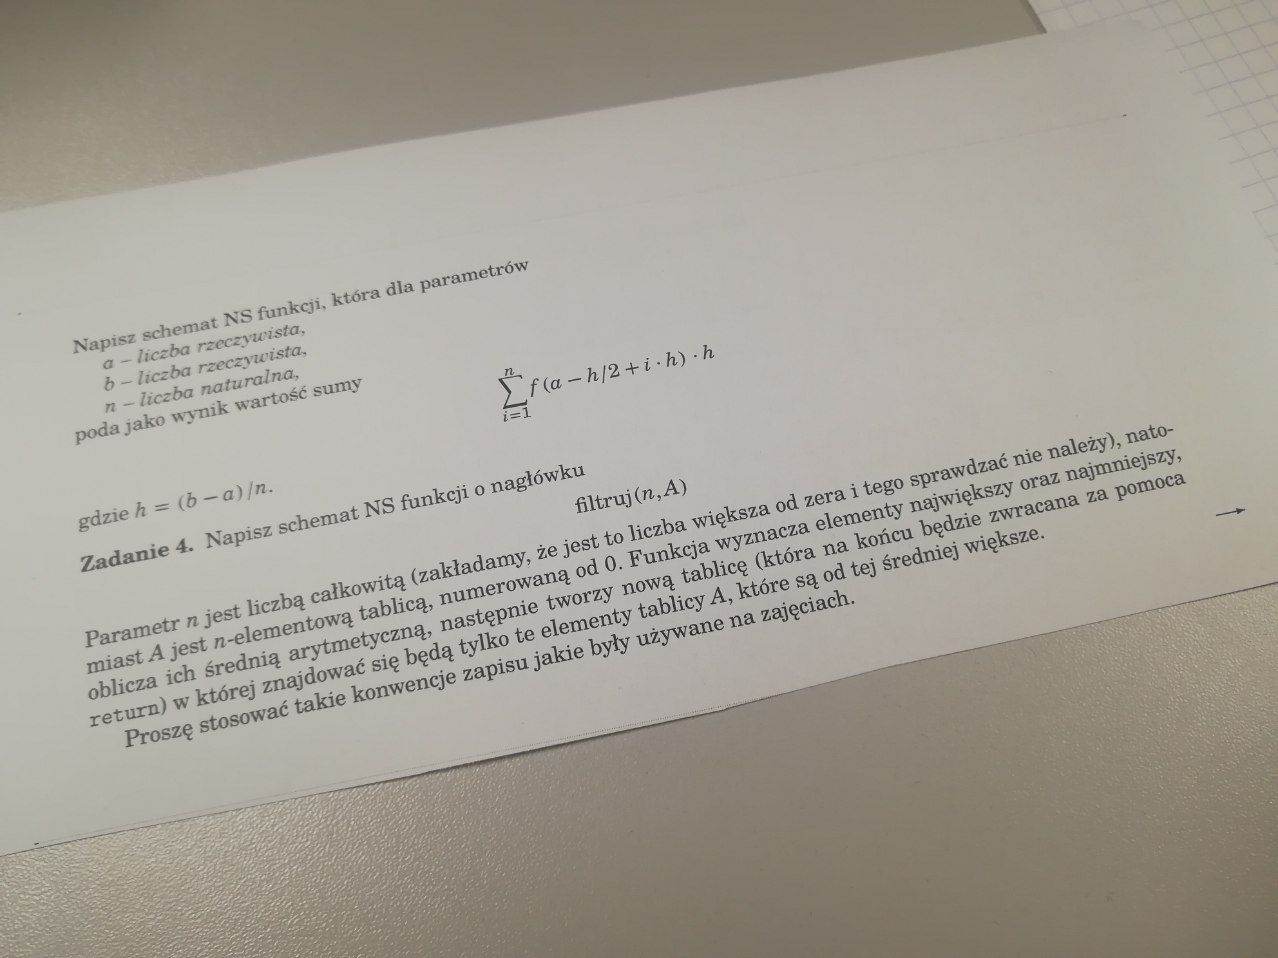 Napisz schemat NS funkcji, która dla parametrów
a – liczba rzeczywista,
b – liczba rzeczywista,
n – liczba naturalna,
poda jako wynik wartość sumy
n
∑ f (a – h/2 + i · h) · h
i=1
gdzie h = (b – a)/n.
Zadanie 4. Napisz schemat NS funkcji o nagłówku
filtruj(n, A)
Parametr n jest liczbą całkowitą (zakładamy, że jest to liczba większa od zera i tego sprawdzać nie należy), nato-
miast A jest n-elementową tablicą, numerowaną od 0. Funkcja wyznacza elementy największy oraz najmniejszy,
oblicza ich średnią arytmetyczną, następnie tworzy nową tablicę (która na końcu będzie zwracana za pomoca
return) w której znajdować się będą tylko te elementy tablicy A, które są od tej średniej większe.
Proszę stosować takie konwencje zapisu jakie były używane na zajęciach.
→